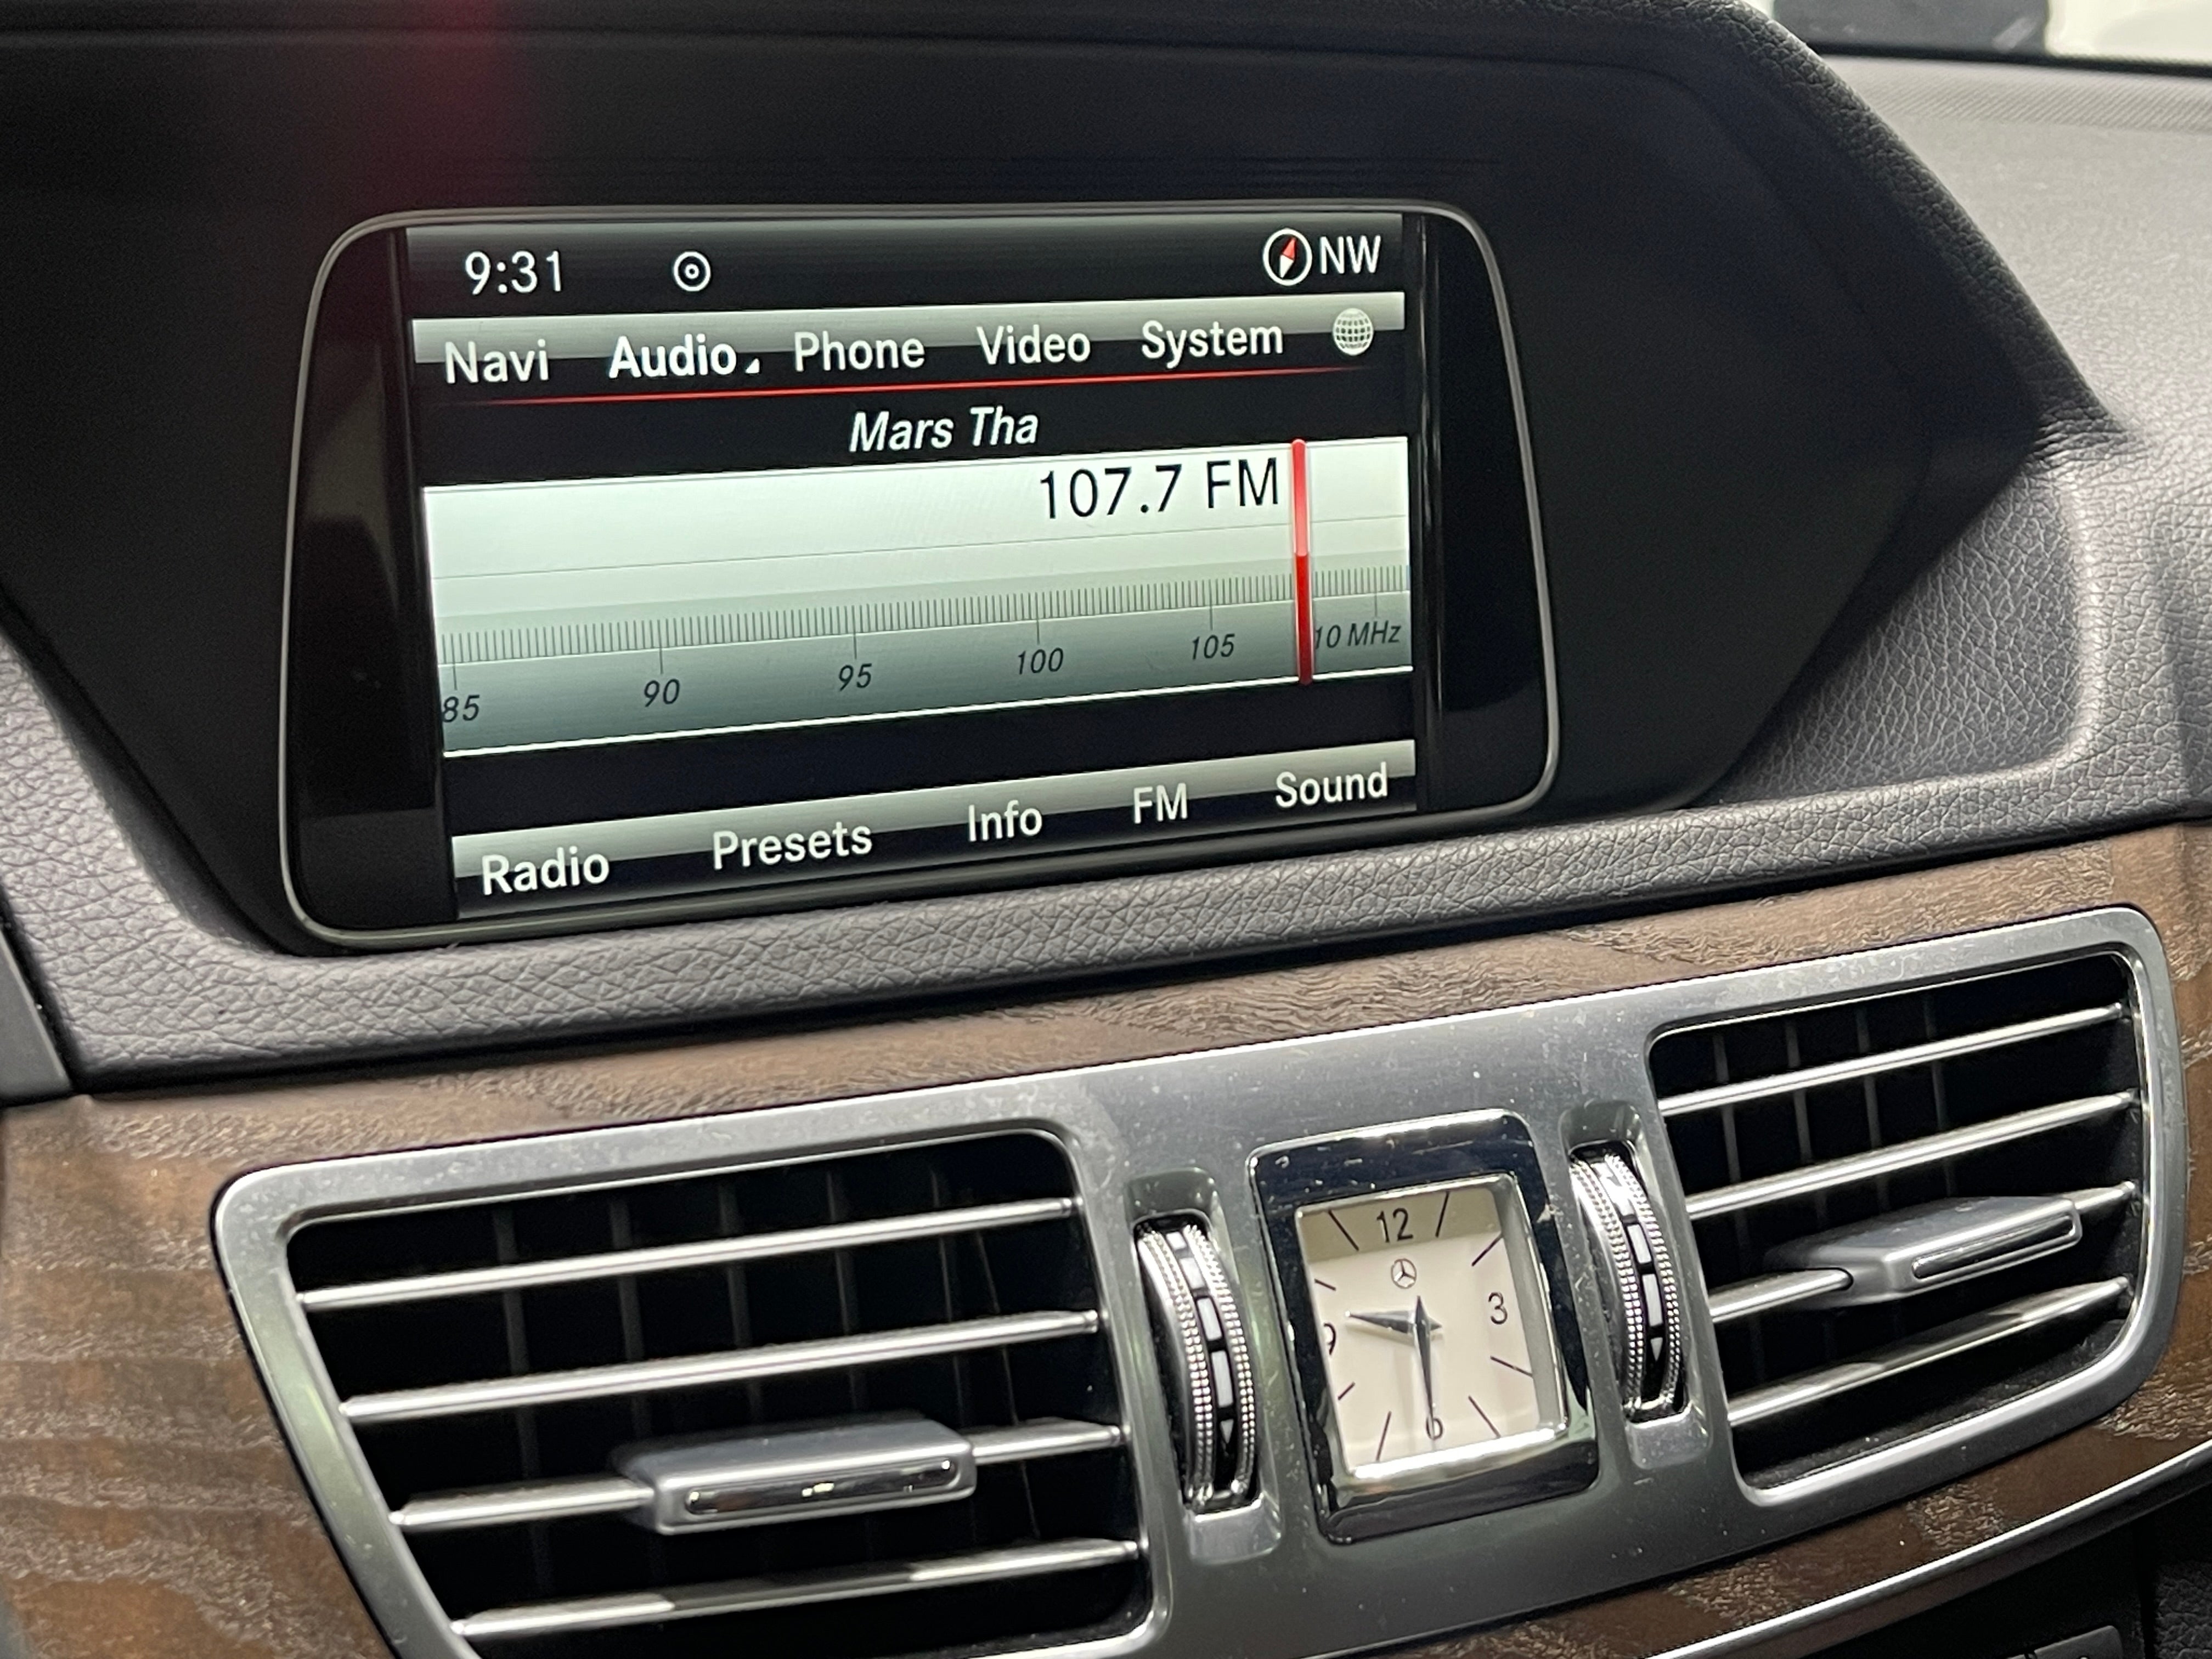 9:31 NW
Navi Audio Phone Video System
Mars Tha
107.7 FM
85 90 95 100 105 10 MHz
Radio Presets Info FM Sound
12
9 3
6